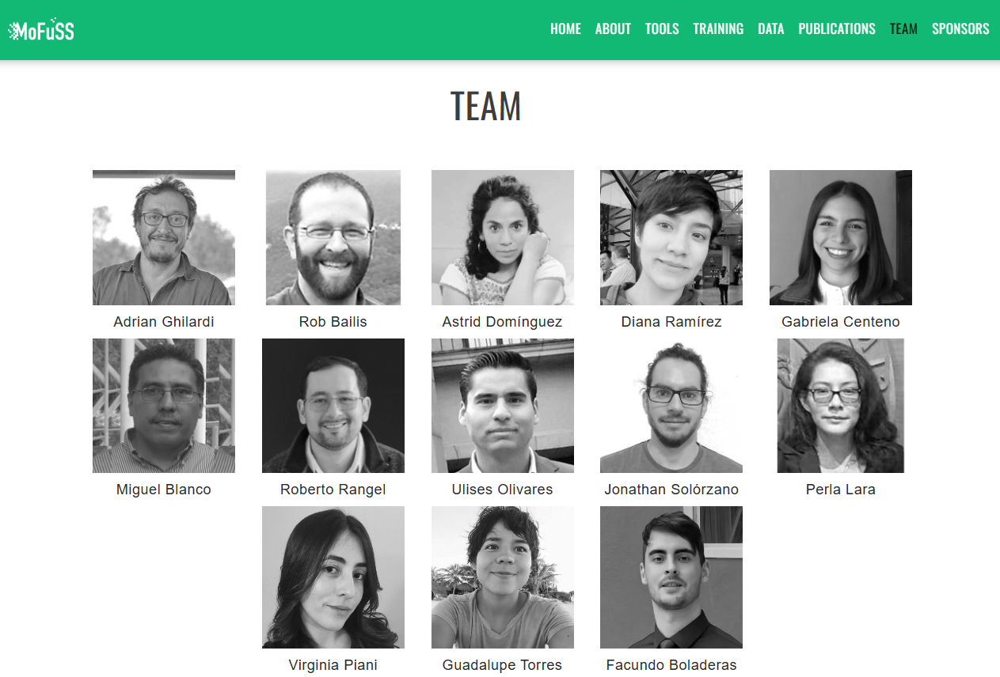 MoFuSS
HOME ABOUT TOOLS TRAINING DATA PUBLICATIONS TEAM SPONSORS
TEAM
Adrian Ghilardi Rob Bailis Astrid Domínguez Diana Ramírez Gabriela Centeno
Miguel Blanco Roberto Rangel Ulises Olivares Jonathan Solórzano Perla Lara
Virginia Piani Guadalupe Torres Facundo Boladeras